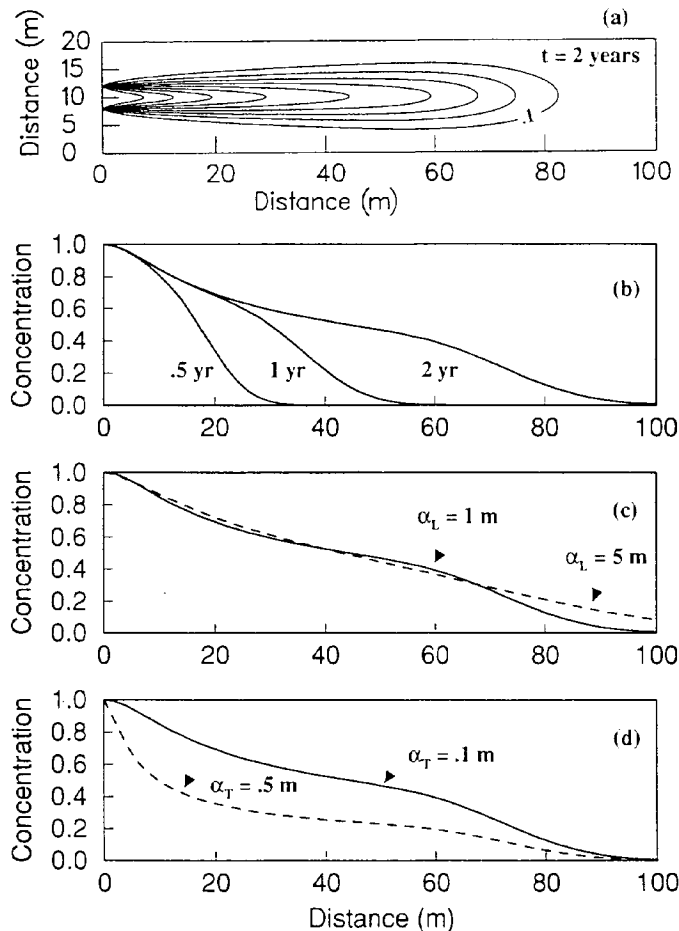 (a)
Distance (m)
20
15
10
5
0
t = 2 years
.1
0 20 40 60 80 100
Distance (m)
(b)
Concentration
1.0
0.8
0.6
0.4
0.2
0.0
.5 yr 1 yr 2 yr
0 20 40 60 80 100
(c)
Concentration
1.0
0.8
0.6
0.4
0.2
0.0
α_L = 1 m
α_L = 5 m
0 20 40 60 80 100
(d)
Concentration
1.0
0.8
0.6
0.4
0.2
0.0
α_T = .1 m
α_T = .5 m
0 20 40 60 80 100
Distance (m)